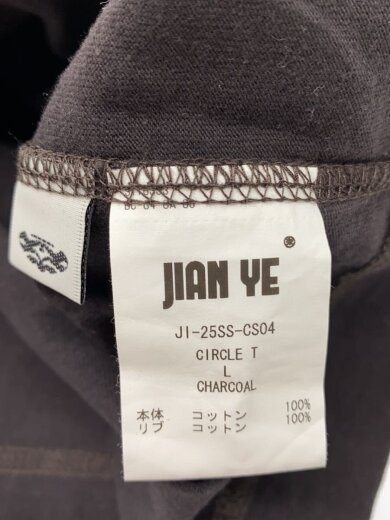 JIAN YE®
JI-25SS-CS04
CIRCLE T
L
CHARCOAL
本体 コットン 100%
リブ コットン 100%